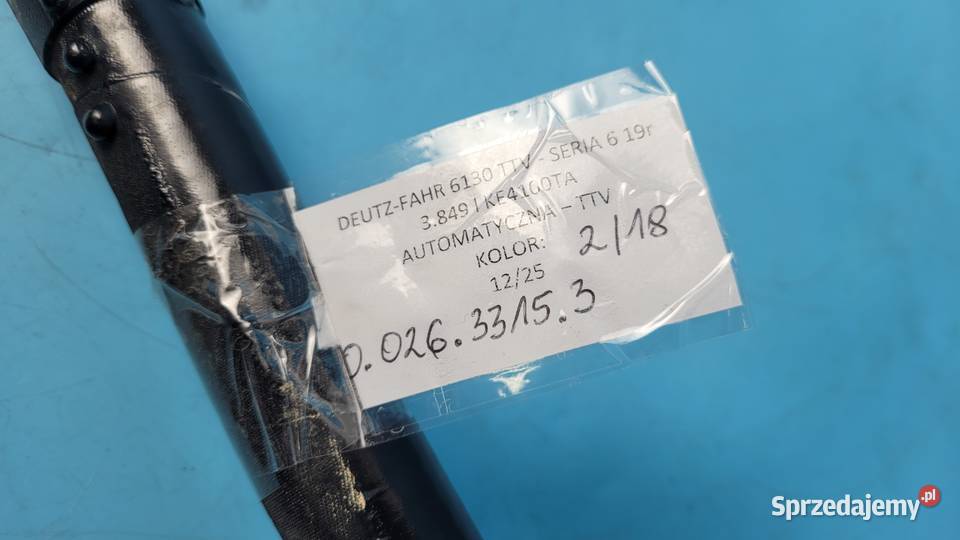 DEUTZ-FAHR 6130 TTV - SERIA 6 19r
3.849 l KF4100TA
AUTOMATYCZNA – TTV
KOLOR:
2/18
12/25
0.026.3315.3
Sprzedajemy.pl